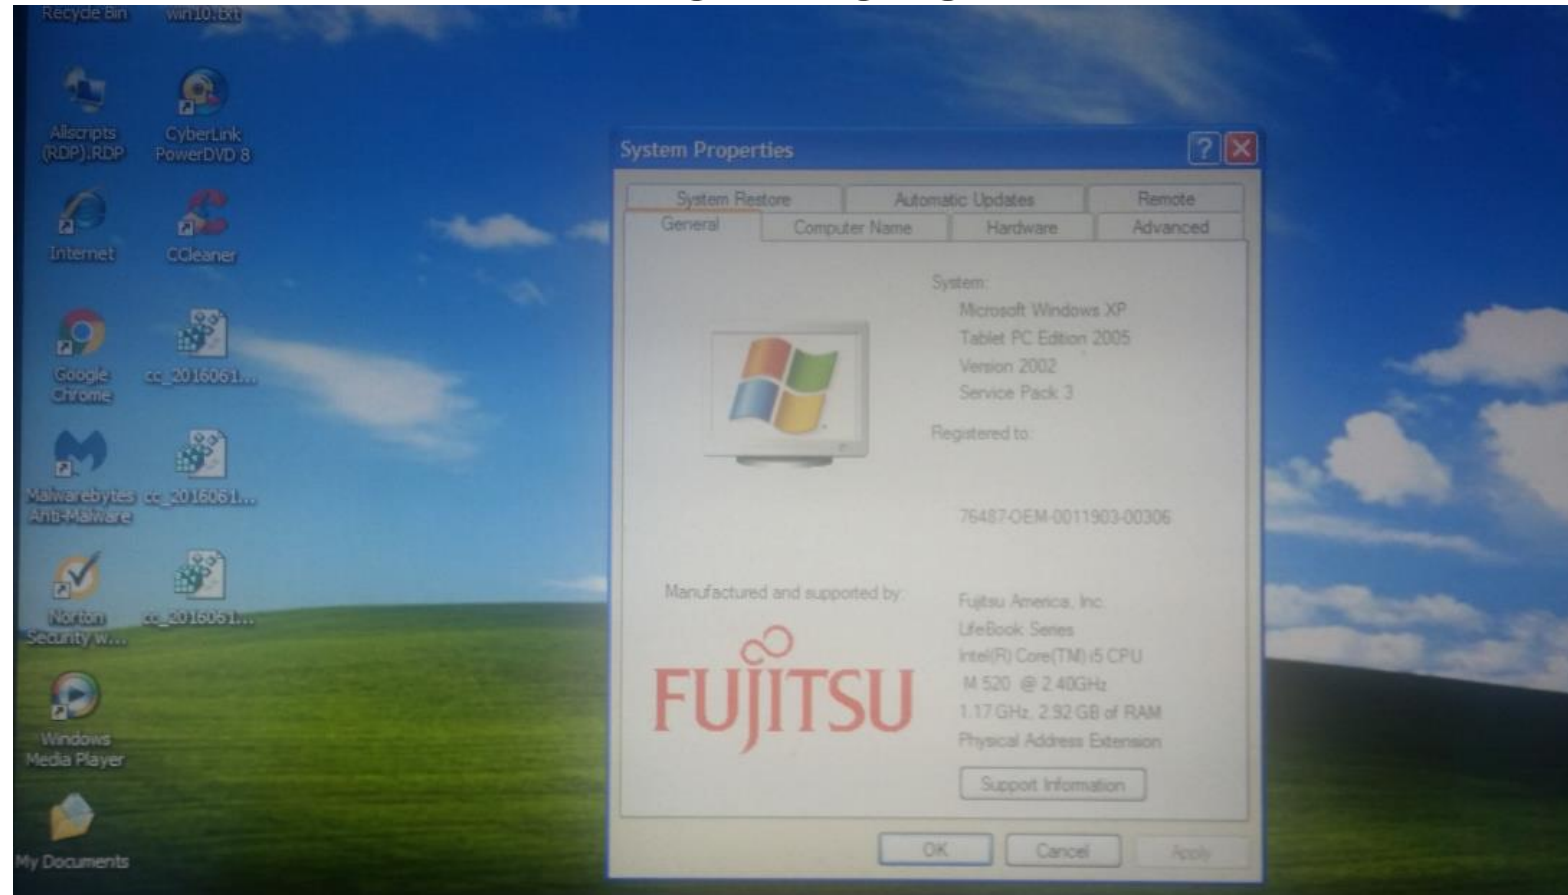 Recycle Bin
win10.txt
Allscripts
(RDP).RDP
CyberLink
PowerDVD 8
Internet
CCleaner
Google
Chrome
cc_2016061...
Malwarebytes
Anti-Malware
cc_2016061...
Norton
Security w...
cc_2016061...
Windows
Media Player
My Documents
System Properties
System Restore
Automatic Updates
Remote
General
Computer Name
Hardware
Advanced
System:
Microsoft Windows XP
Tablet PC Edition 2005
Version 2002
Service Pack 3
Registered to:
76487-OEM-0011903-00306
Manufactured and supported by:
Fujitsu America, Inc.
LifeBook Series
Intel(R) Core(TM) i5 CPU
M 520 @ 2.40GHz
1.17 GHz, 2.92 GB of RAM
Physical Address Extension
FUJITSU
Support Information
OK
Cancel
Apply